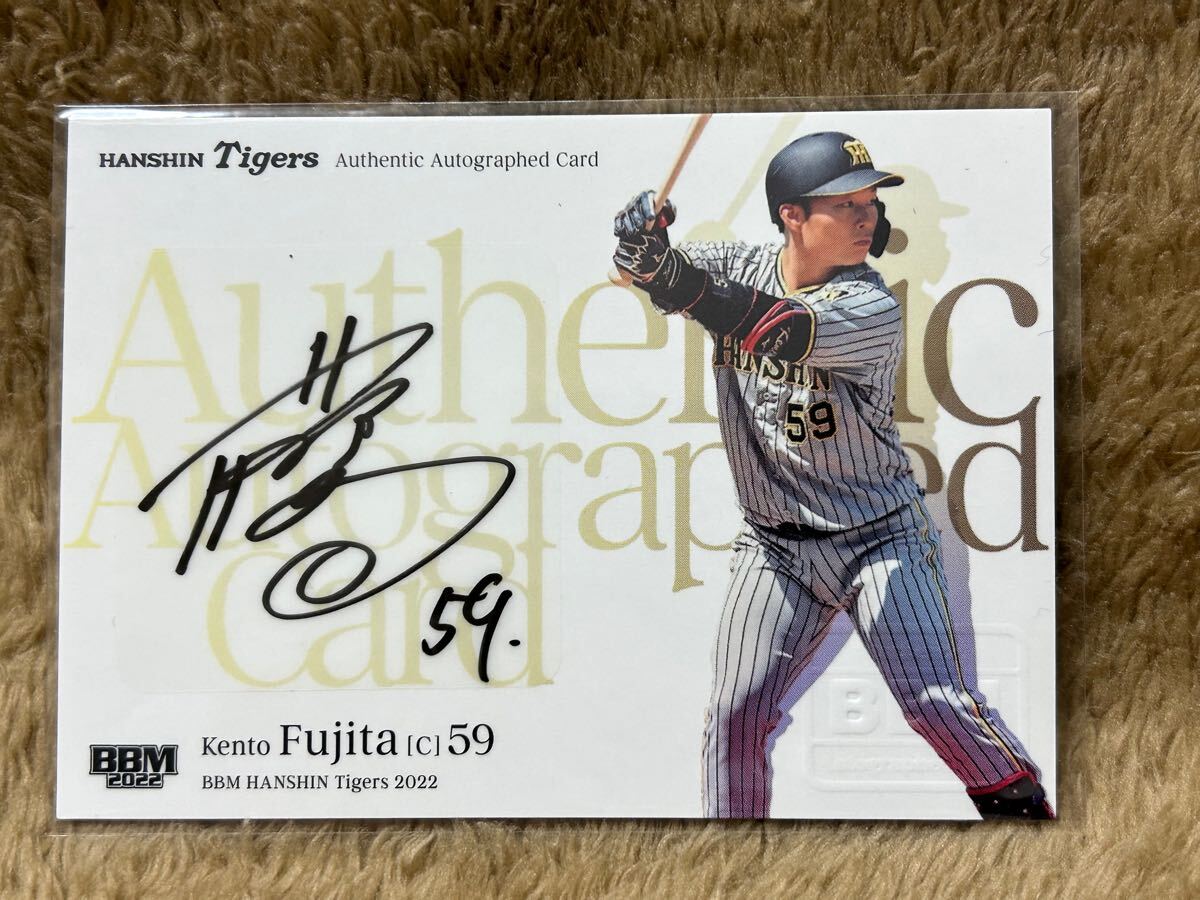 HANSHIN Tigers Authentic Autographed Card
Authentic
Autographed
Card
HANSHIN
59
59.
BBM
2022
Kento Fujita [C] 59
BBM HANSHIN Tigers 2022